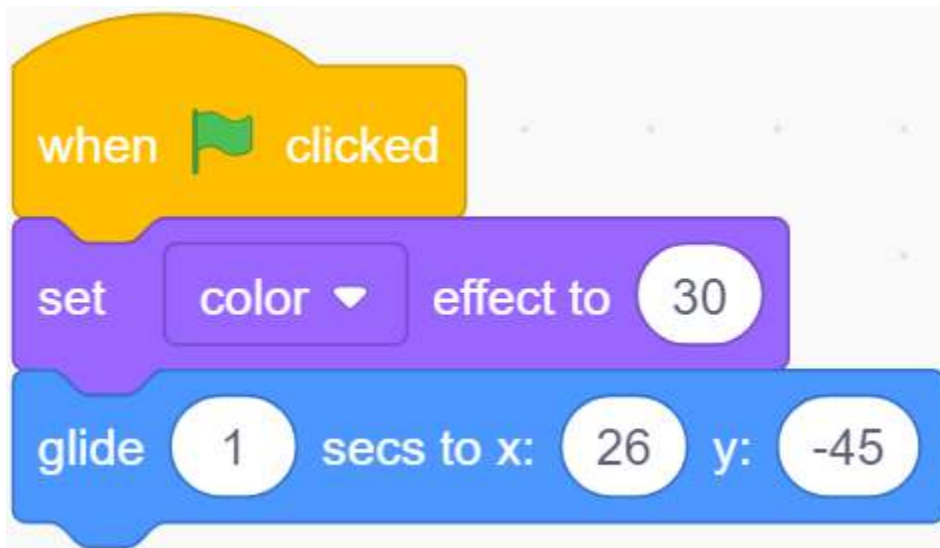 when clicked
set color effect to 30
glide 1 secs to x: 26 y: -45